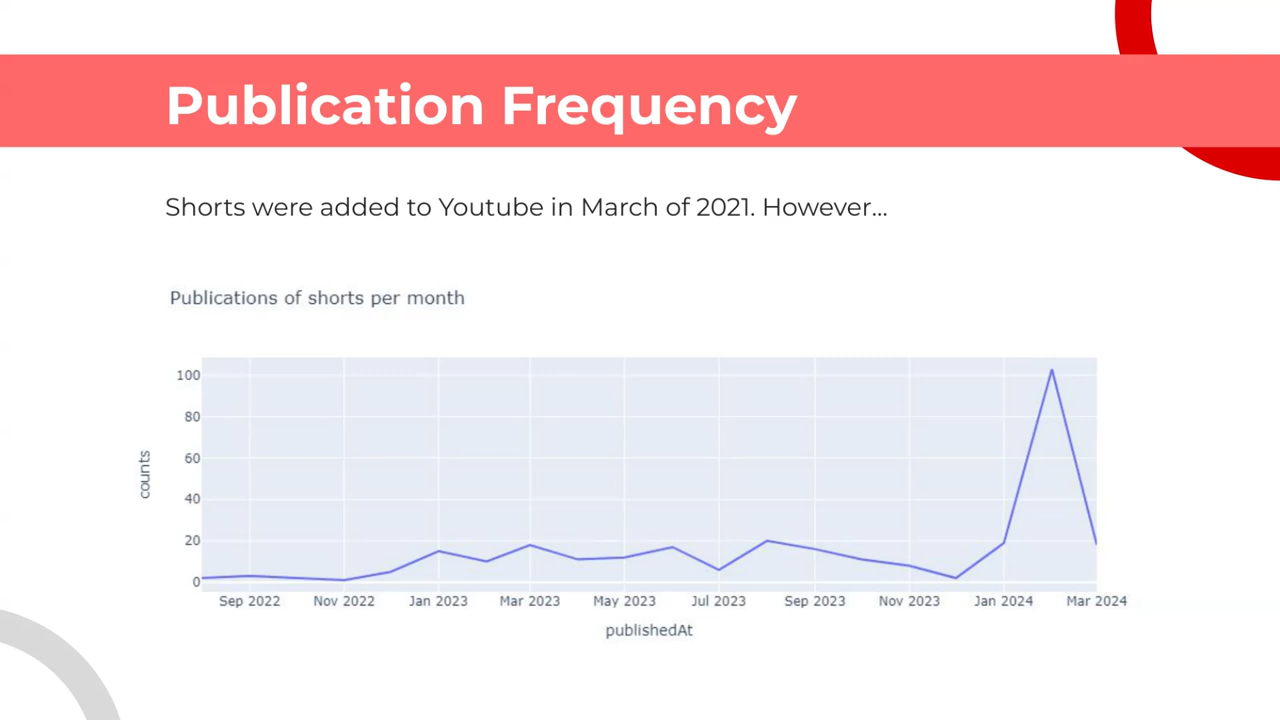 Publication Frequency
Shorts were added to Youtube in March of 2021. However...
Publications of shorts per month
100
80
60
40
20
0
counts
Sep 2022 Nov 2022 Jan 2023 Mar 2023 May 2023 Jul 2023 Sep 2023 Nov 2023 Jan 2024 Mar 2024
publishedAt